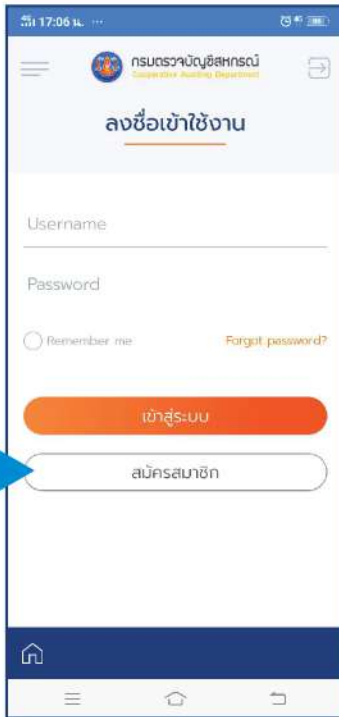 17:06 น. ...
กรมตรวจบัญชีสหกรณ์
Cooperative Auditing Department
ลงชื่อเข้าใช้งาน
Username
Password
Remember me
Forgot password?
เข้าสู่ระบบ
สมัครสมาชิก